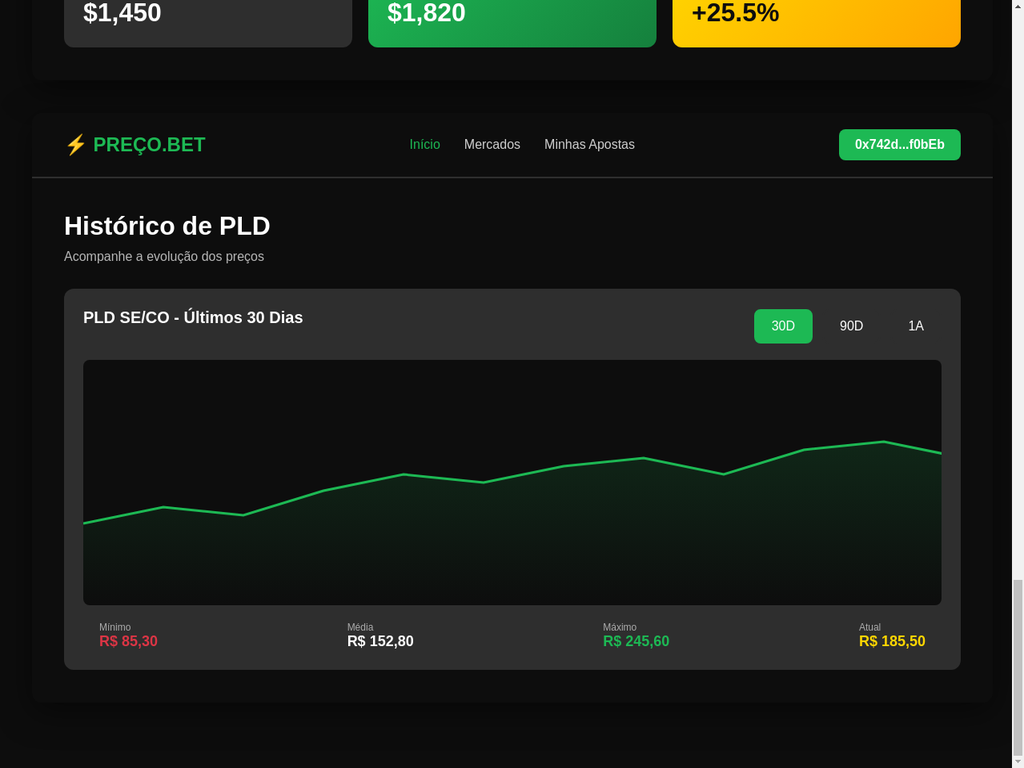 $1,450
$1,820
+25.5%
⚡ PREÇO.BET
Início
Mercados
Minhas Apostas
0x742d...f0bEb
Histórico de PLD
Acompanhe a evolução dos preços
PLD SE/CO - Últimos 30 Dias
30D
90D
1A
Mínimo
R$ 85,30
Média
R$ 152,80
Máximo
R$ 245,60
Atual
R$ 185,50